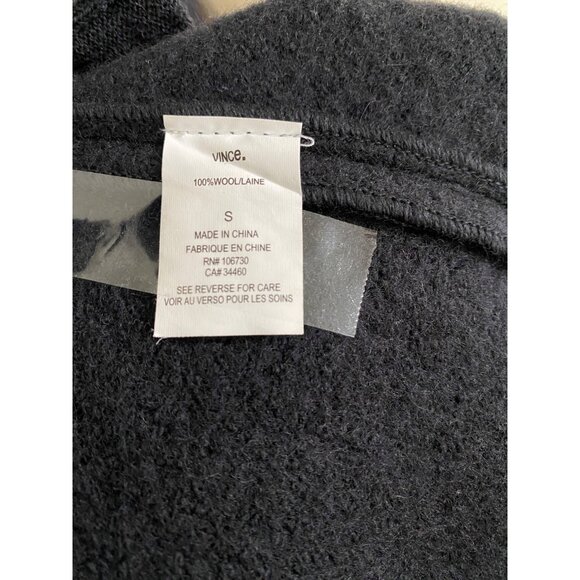 VINCe.
100%WOOL/LAINE
S
MADE IN CHINA
FABRIQUE EN CHINE
RN# 106730
CA# 34460
SEE REVERSE FOR CARE
VOIR AU VERSO POUR LES SOINS